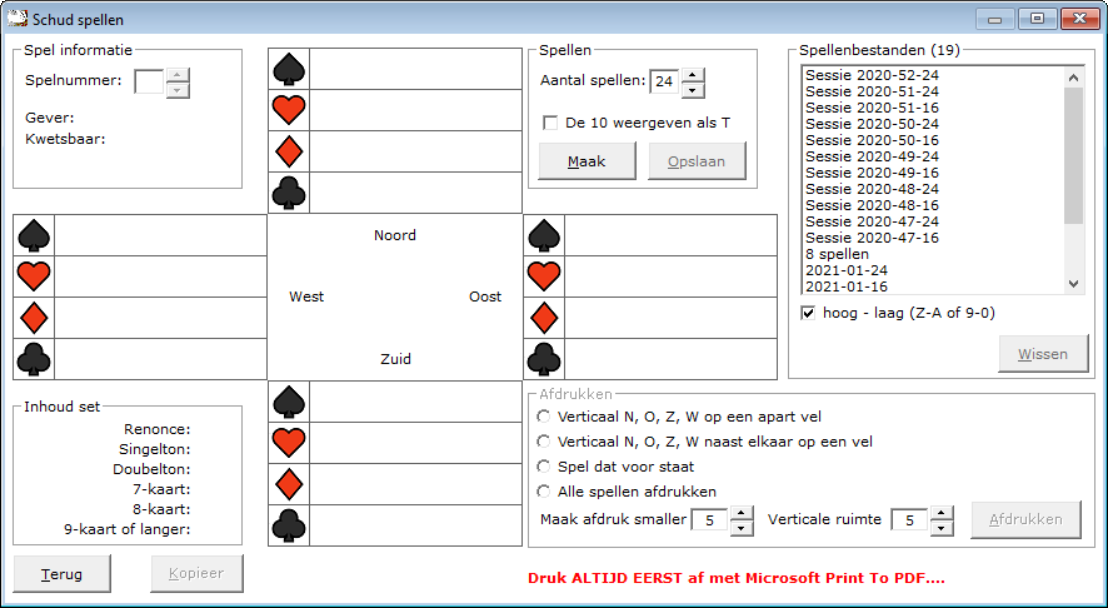 Schud spellen
Spel informatie
Spelnummer:
Gever:
Kwetsbaar:
Spellen
Aantal spellen: 24
De 10 weergeven als T
Maak
Opslaan
Spellenbestanden (19)
Sessie 2020-52-24
Sessie 2020-51-24
Sessie 2020-51-16
Sessie 2020-50-24
Sessie 2020-50-16
Sessie 2020-49-24
Sessie 2020-49-16
Sessie 2020-48-24
Sessie 2020-48-16
Sessie 2020-47-24
Sessie 2020-47-16
8 spellen
2021-01-24
2021-01-16
hoog - laag (Z-A of 9-0)
Wissen
Noord
West
Oost
Zuid
Inhoud set
Renonce:
Singelton:
Doubelton:
7-kaart:
8-kaart:
9-kaart of langer:
Terug
Kopieer
Afdrukken
Verticaal N, O, Z, W op een apart vel
Verticaal N, O, Z, W naast elkaar op een vel
Spel dat voor staat
Alle spellen afdrukken
Maak afdruk smaller 5
Verticale ruimte 5
Afdrukken
Druk ALTIJD EERST af met Microsoft Print To PDF....